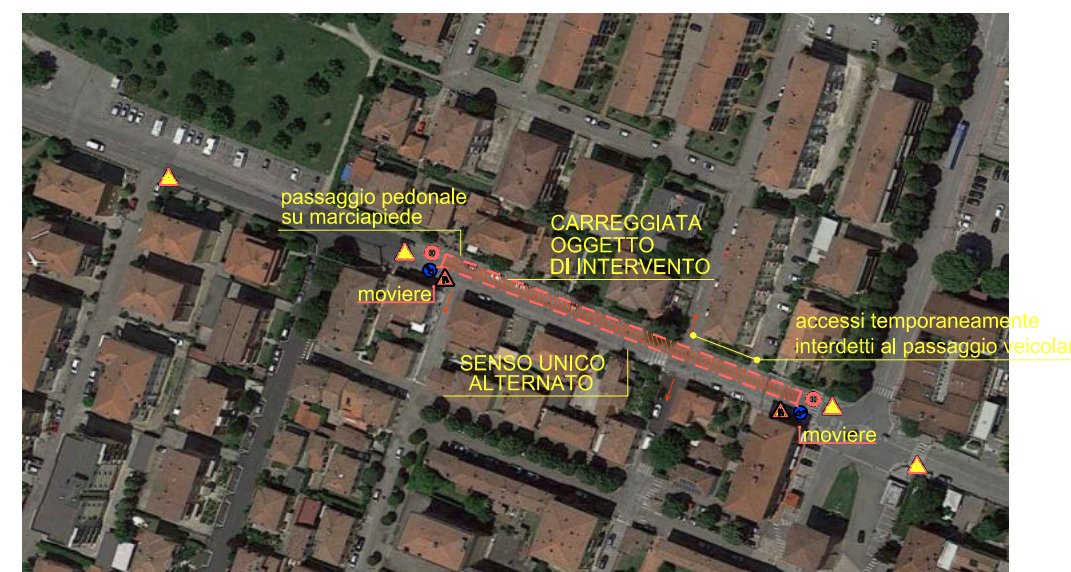 passaggio pedonale
su marciapiede
CARREGGIATA
OGGETTO
DI INTERVENTO
moviere
accessi temporaneamente
interdetti al passaggio veicolar
SENSO UNICO
ALTERNATO
moviere